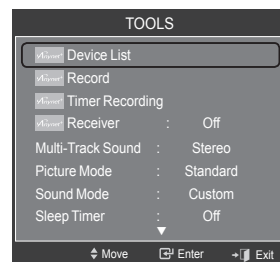 TOOLS
Device List
Record
Timer Recording
Receiver : Off
Multi-Track Sound : Stereo
Picture Mode : Standard
Sound Mode : Custom
Sleep Timer : Off
Move Enter Exit